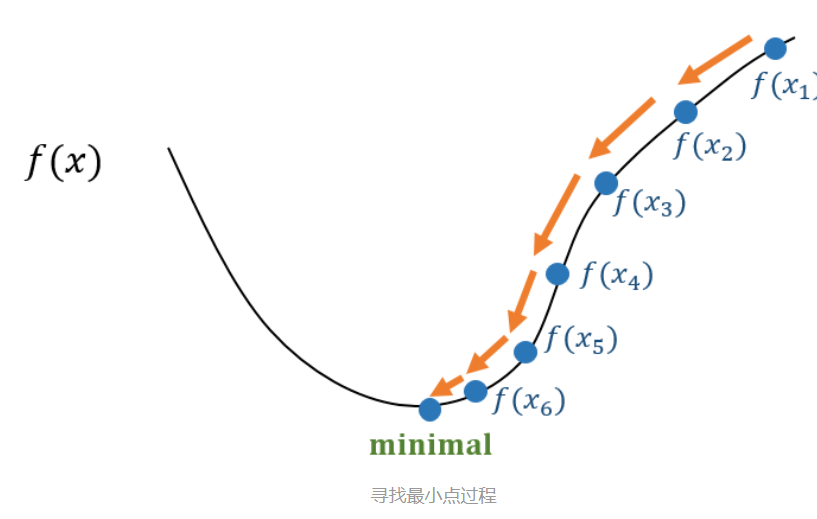 f(x)
f(x₁)
f(x₂)
f(x₃)
f(x₄)
f(x₅)
f(x₆)
minimal
寻找最小点过程